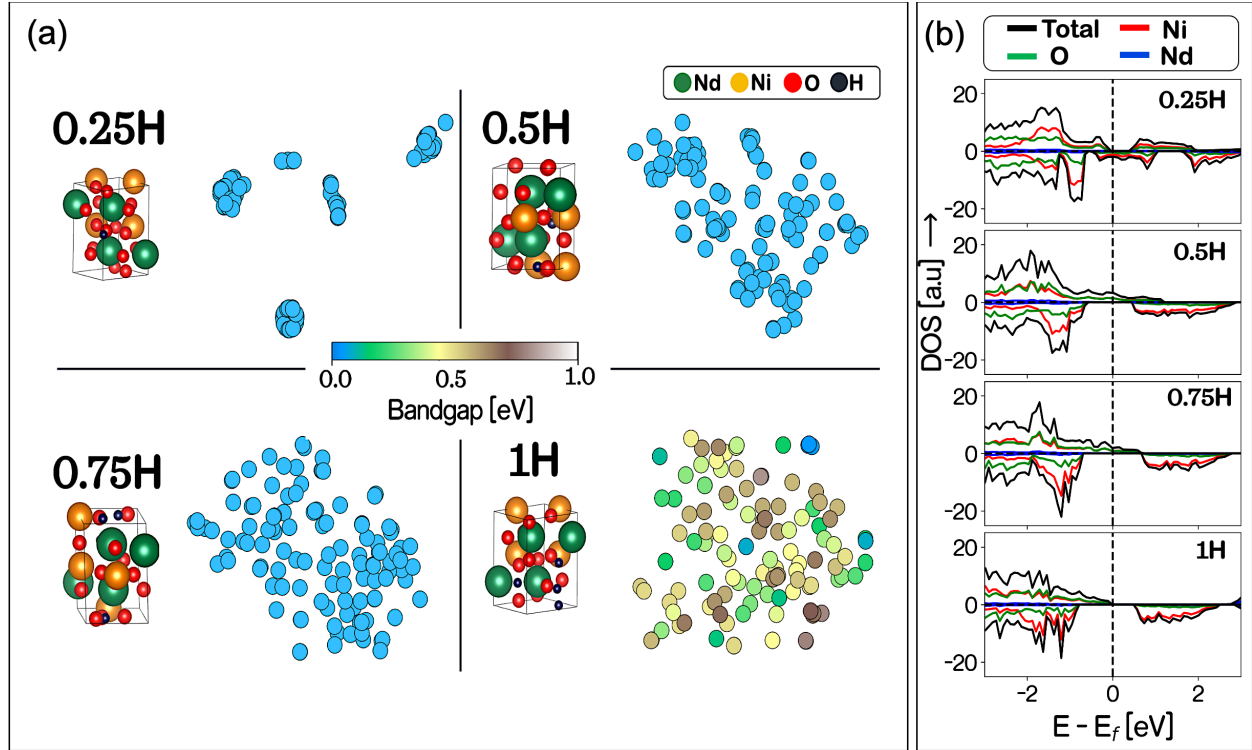 (a)
Nd Ni O H
0.25H
0.5H
0.0 0.5 1.0
Bandgap [eV]
0.75H
1H
(b)
Total Ni
O Nd
20
0
-20
0.25H
20
0
-20
0.5H
20
0
-20
0.75H
20
0
-20
1H
DOS [a.u]
-2 0 2
E - Ef [eV]